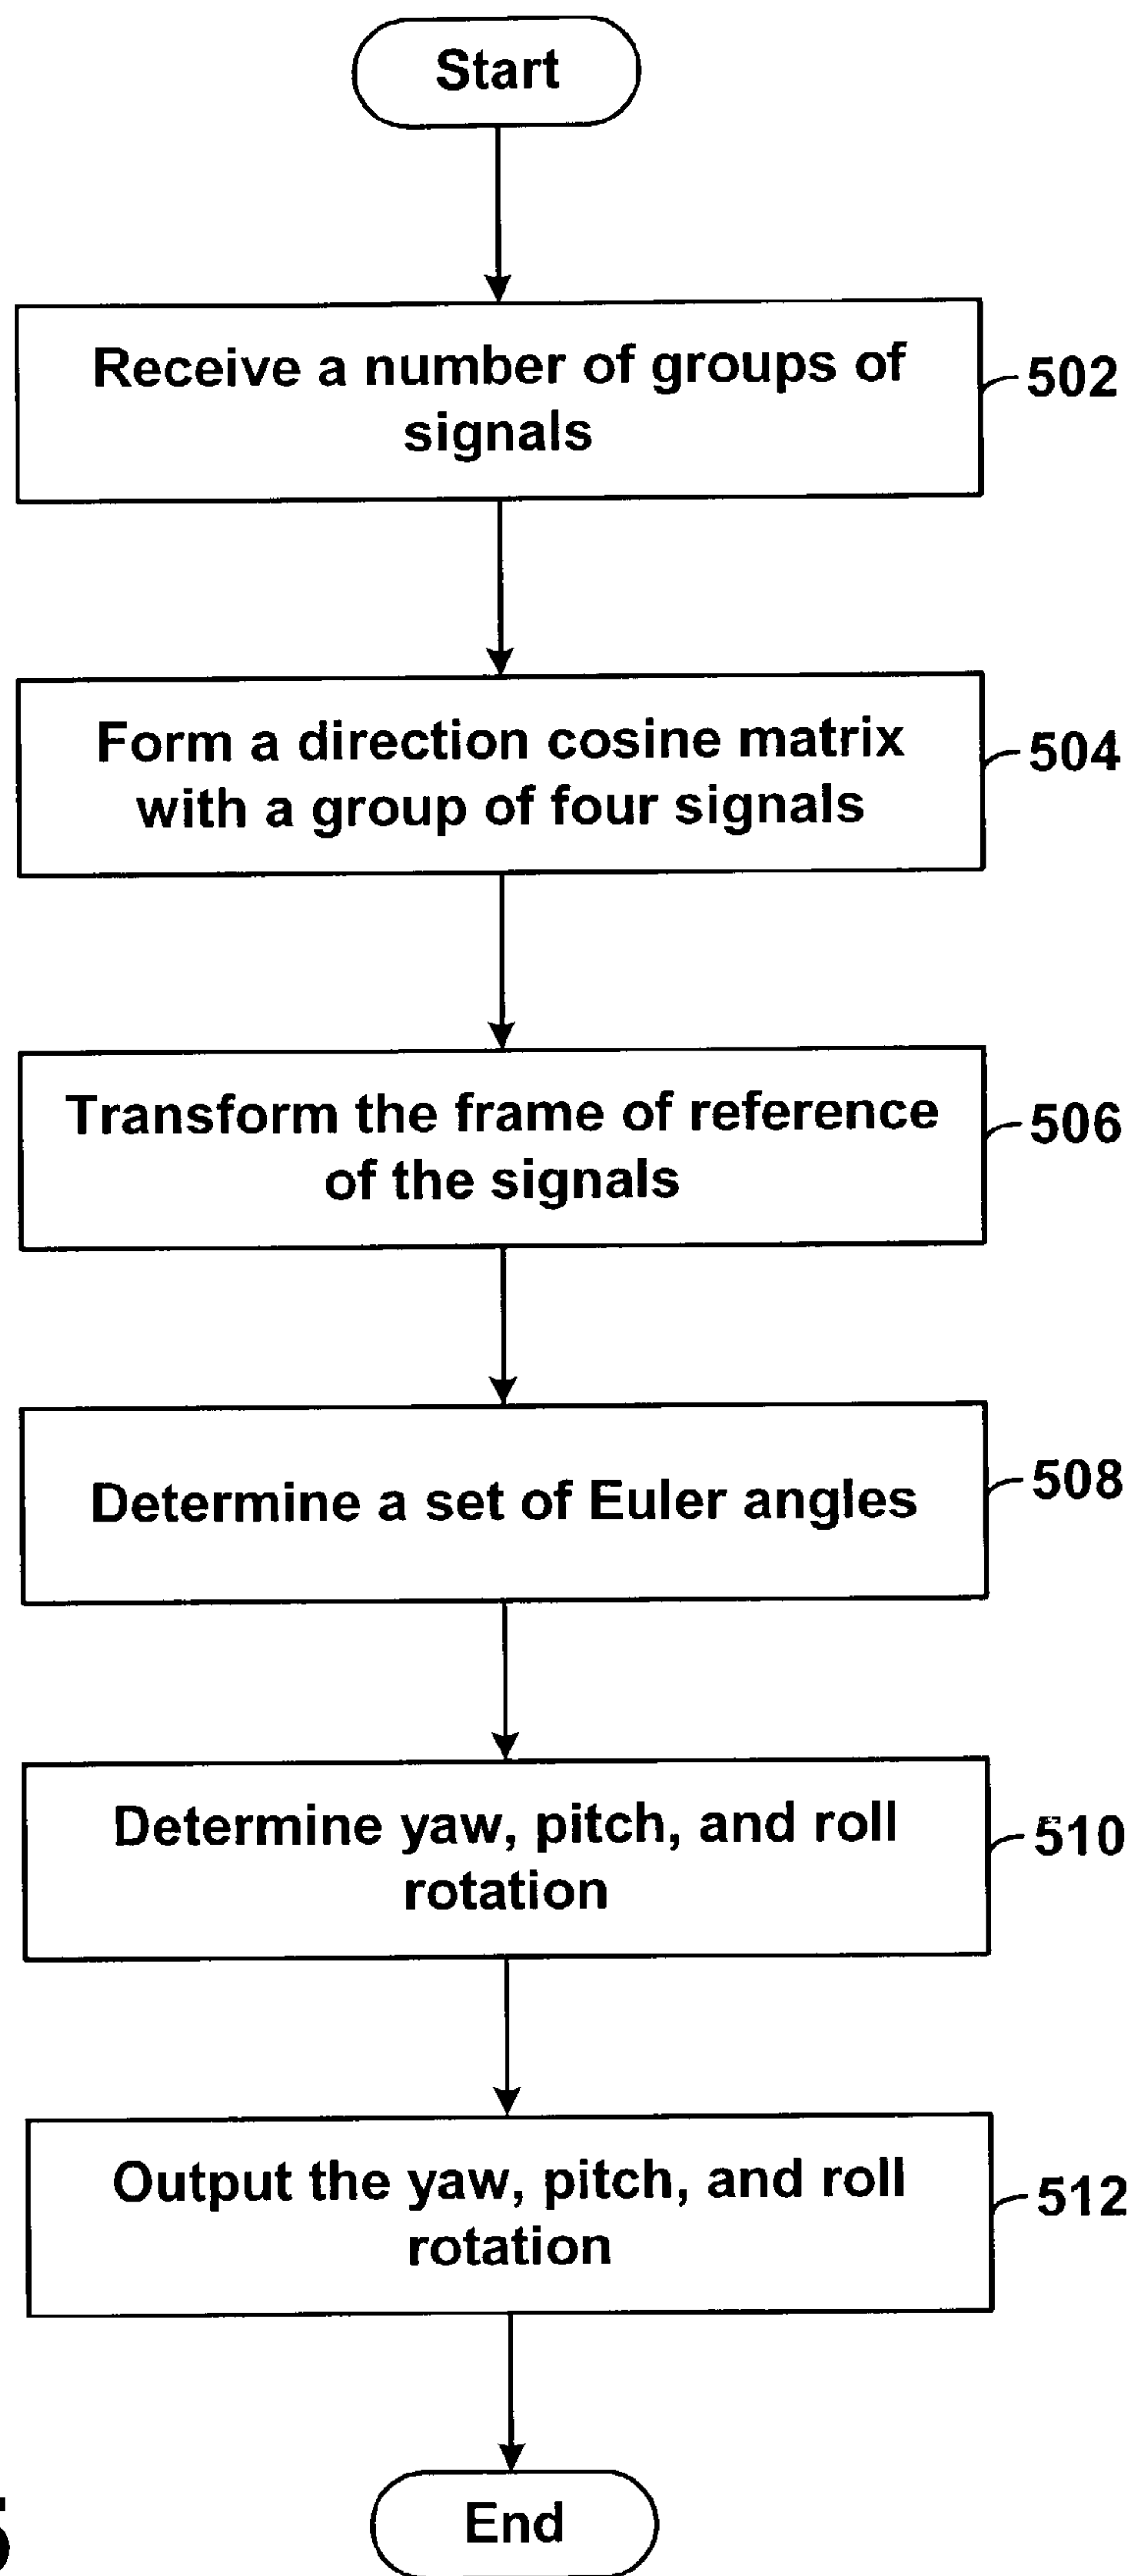 Start
Receive a number of groups of
signals
502
Form a direction cosine matrix
with a group of four signals
504
Transform the frame of reference
of the signals
506
Determine a set of Euler angles
508
Determine yaw, pitch, and roll
rotation
510
Output the yaw, pitch, and roll
rotation
512
End